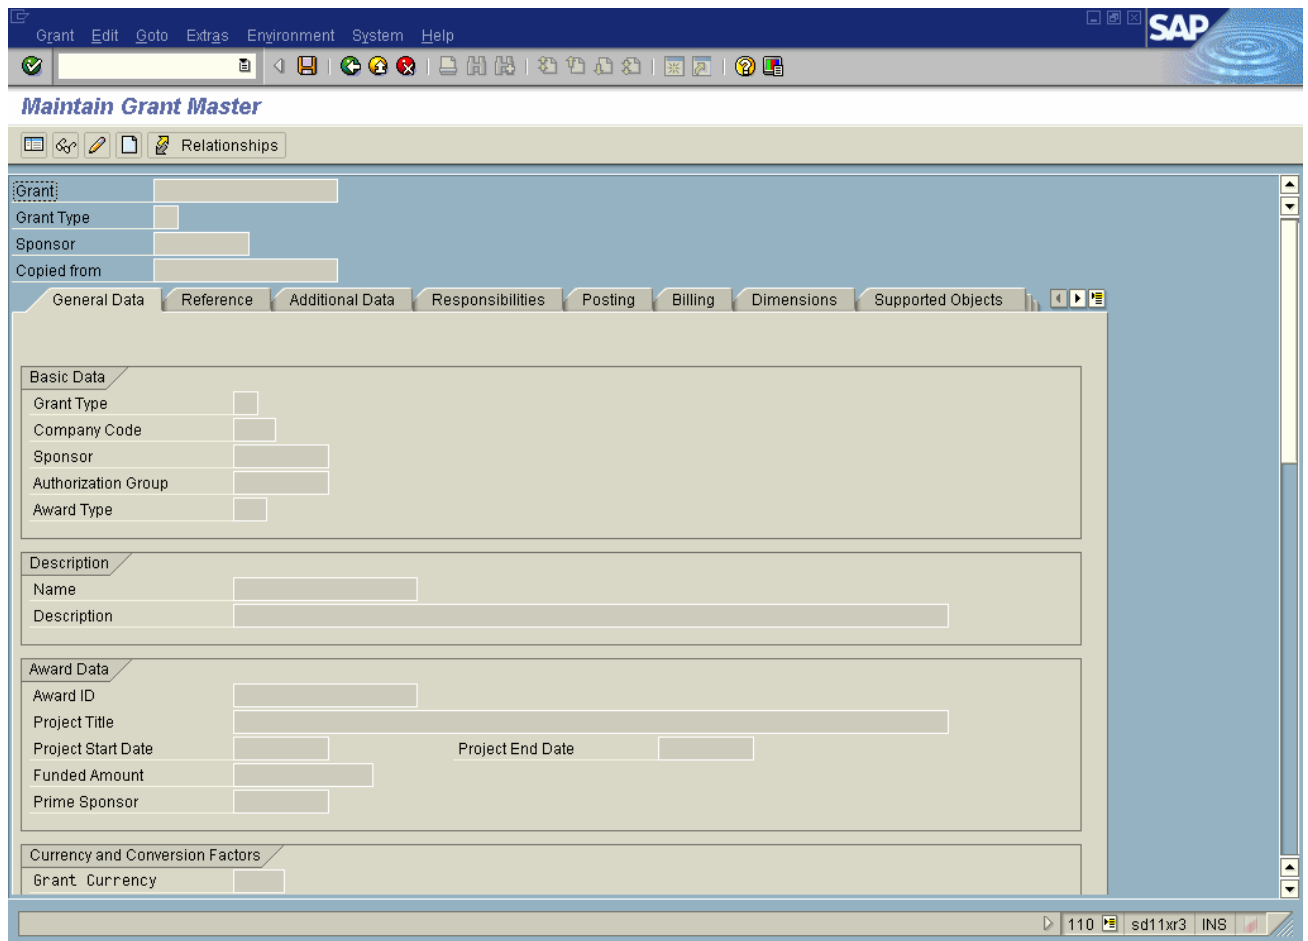 Grant Edit Goto Extras Environment System Help
SAP
Maintain Grant Master
Relationships
Grant
Grant Type
Sponsor
Copied from
General Data Reference Additional Data Responsibilities Posting Billing Dimensions Supported Objects
Basic Data
Grant Type
Company Code
Sponsor
Authorization Group
Award Type
Description
Name
Description
Award Data
Award ID
Project Title
Project Start Date Project End Date
Funded Amount
Prime Sponsor
Currency and Conversion Factors
Grant Currency
110 sd11xr3 INS